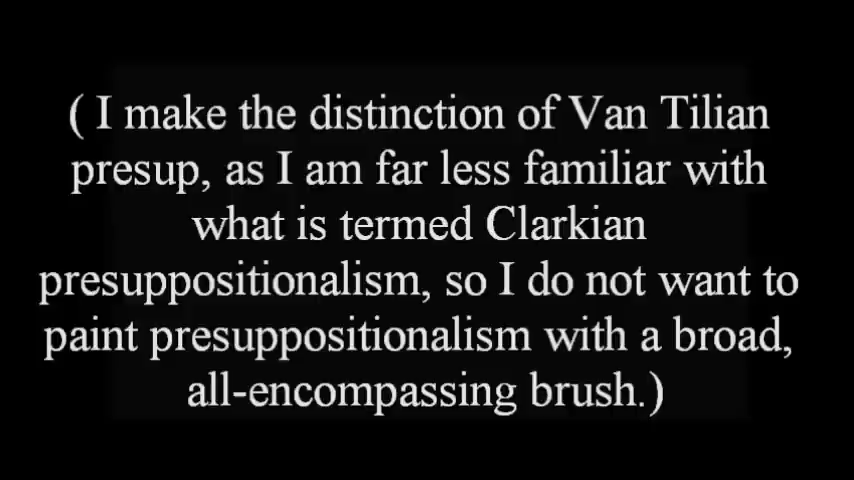 ( I make the distinction of Van Tilian
presup, as I am far less familiar with
what is termed Clarkian
presuppositionalism, so I do not want to
paint presuppositionalism with a broad,
all-encompassing brush.)